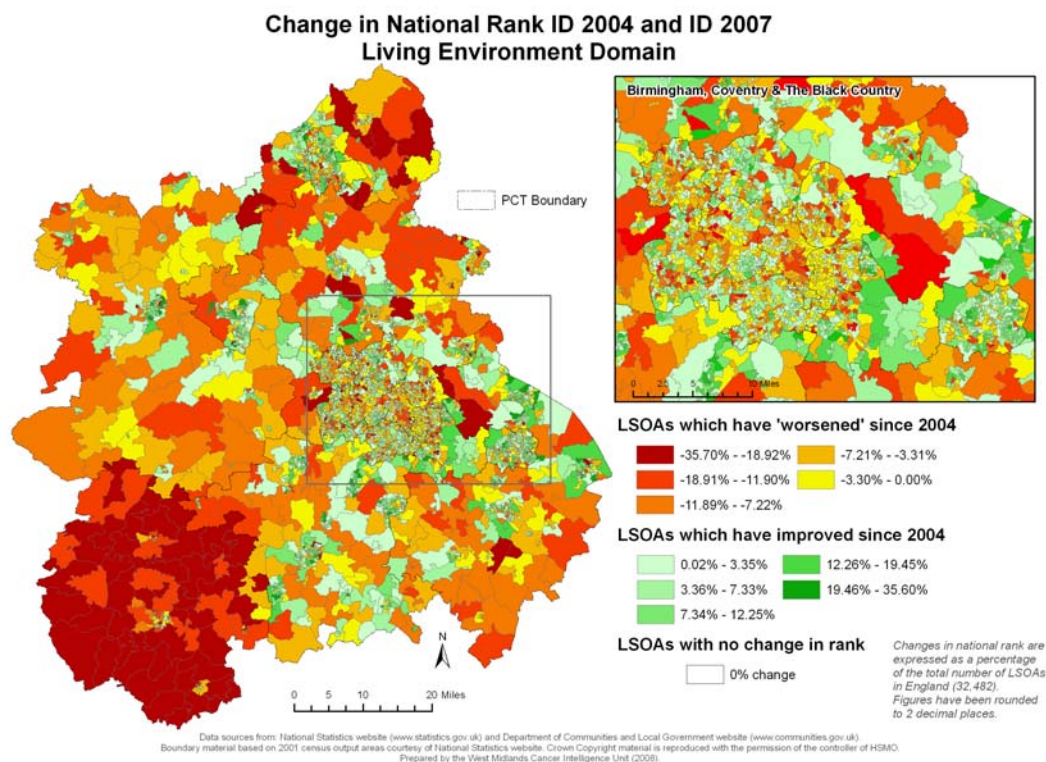 Change in National Rank ID 2004 and ID 2007
Living Environment Domain
Birmingham, Coventry & The Black Country
PCT Boundary
0 2.5 5 10 Miles
LSOAs which have 'worsened' since 2004
-35.70% - -18.92%
-7.21% - -3.31%
-18.91% - -11.90%
-3.30% - 0.00%
-11.89% - -7.22%
LSOAs which have improved since 2004
0.02% - 3.35%
12.26% - 19.45%
3.36% - 7.33%
19.46% - 35.60%
7.34% - 12.25%
LSOAs with no change in rank
0% change
Changes in national rank are
expressed as a percentage
of the total number of LSOAs
in England (32,482).
Figures have been rounded
to 2 decimal places.
N
0 5 10 20 Miles
Data sources from: National Statistics website (www.statistics.gov.uk) and Department of Communities and Local Government website (www.communities.gov.uk).
Boundary material based on 2001 census output areas courtesy of National Statistics website. Crown Copyright material is reproduced with the permission of the controller of HSMO.
Prepared by the West Midlands Cancer Intelligence Unit (2008).